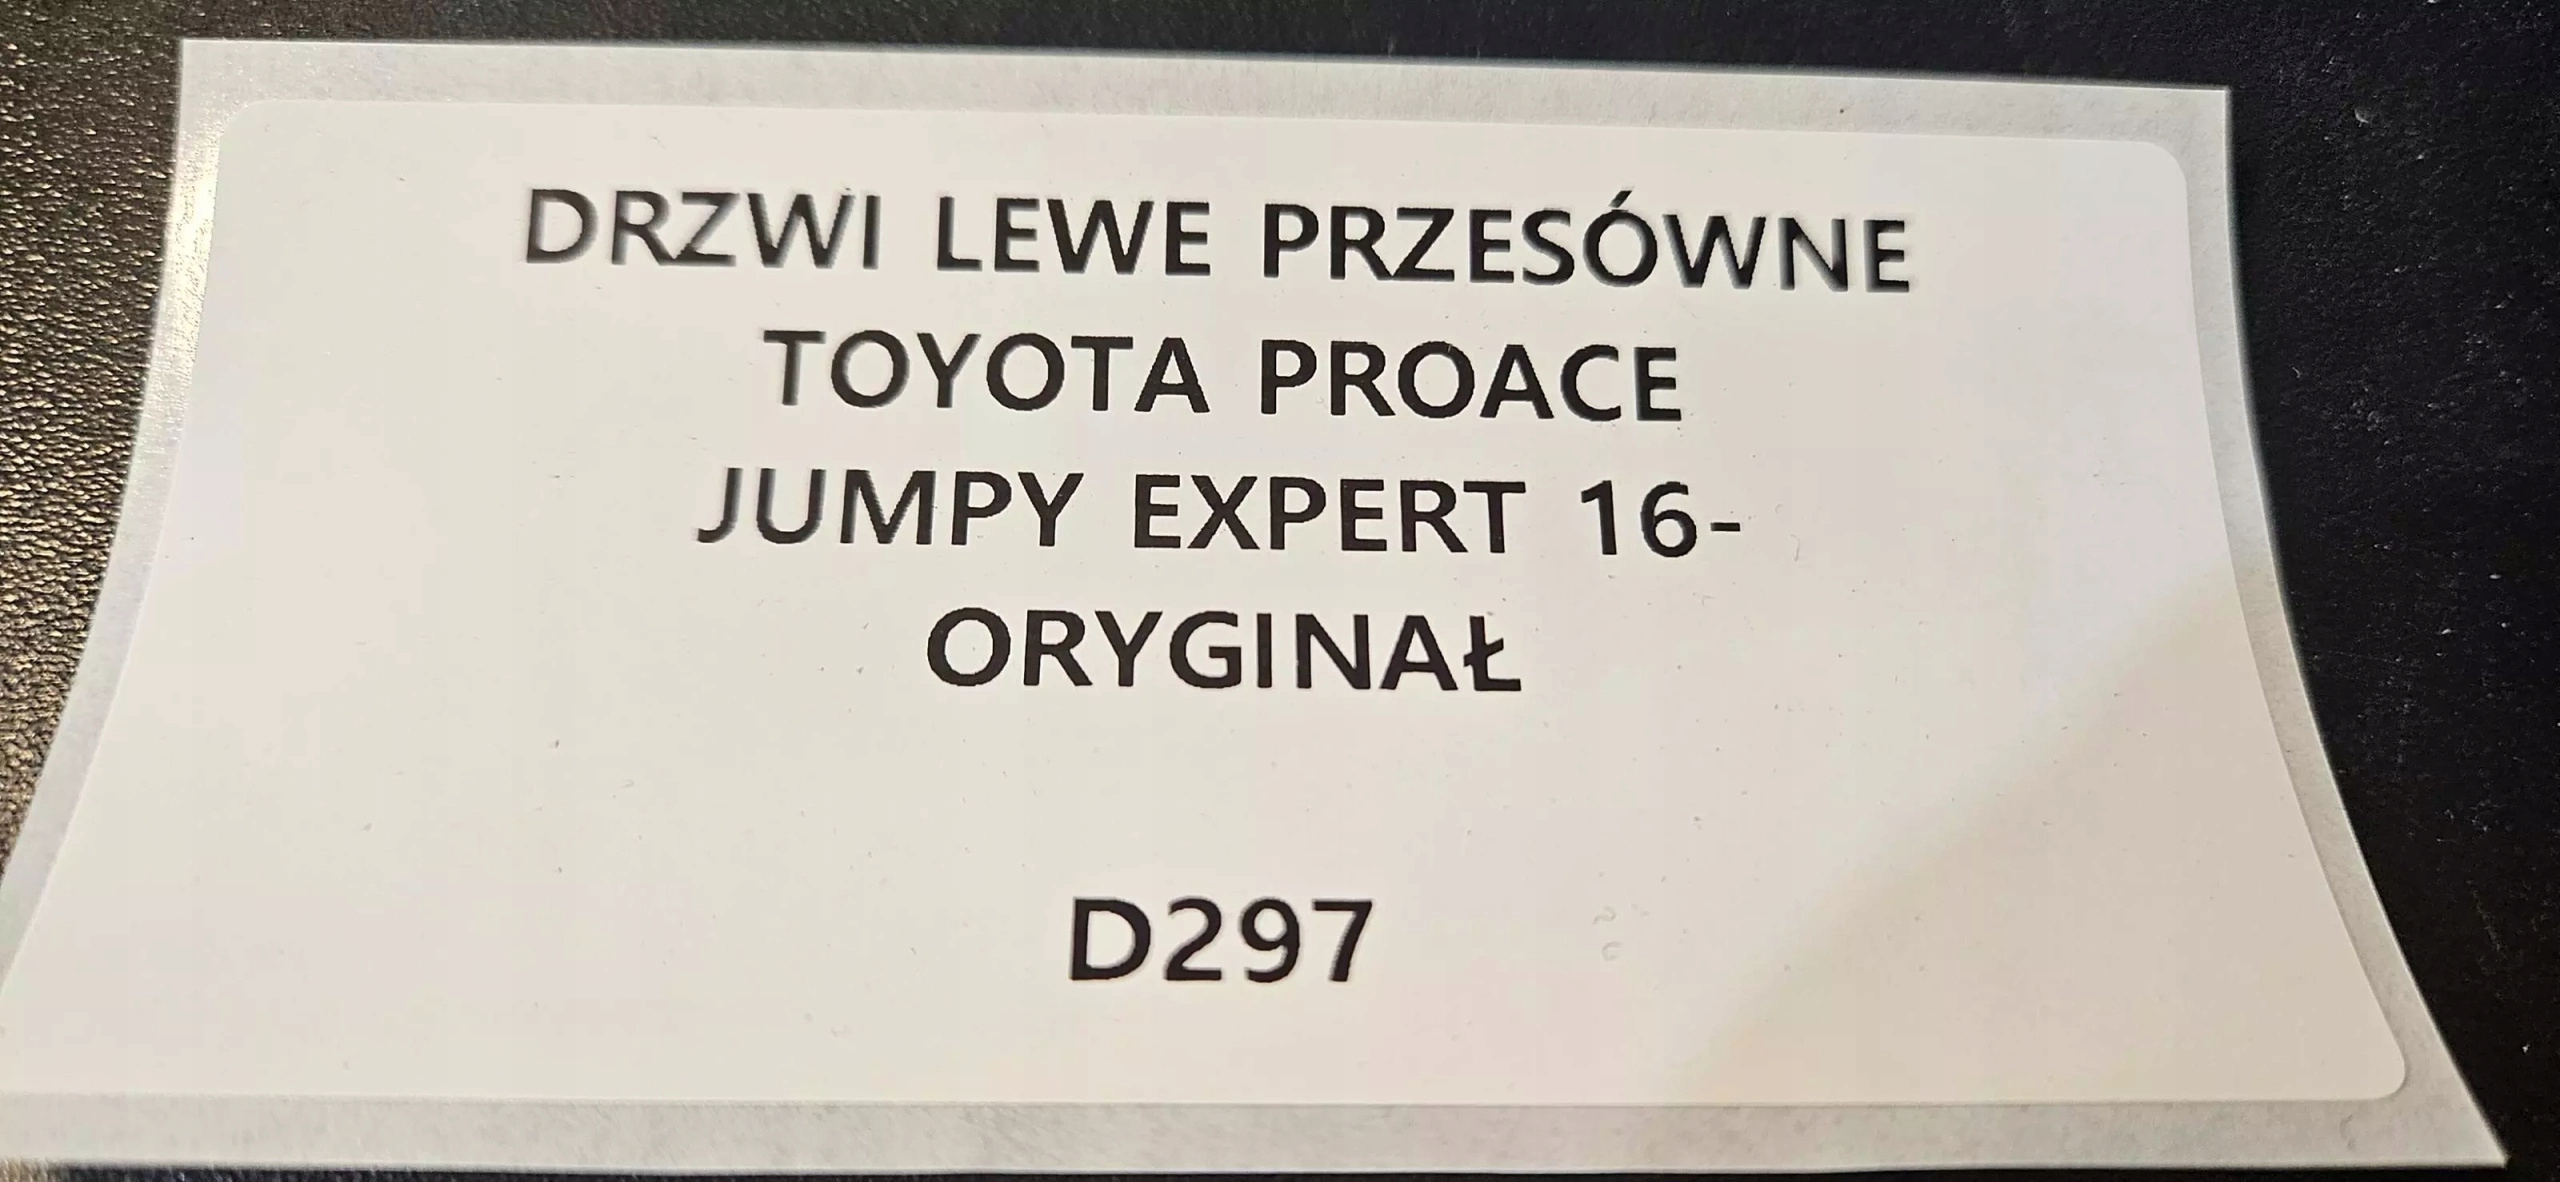 DRZWI LEWE PRZESÓWNE
TOYOTA PROACE
JUMPY EXPERT 16-
ORYGINAŁ
D297